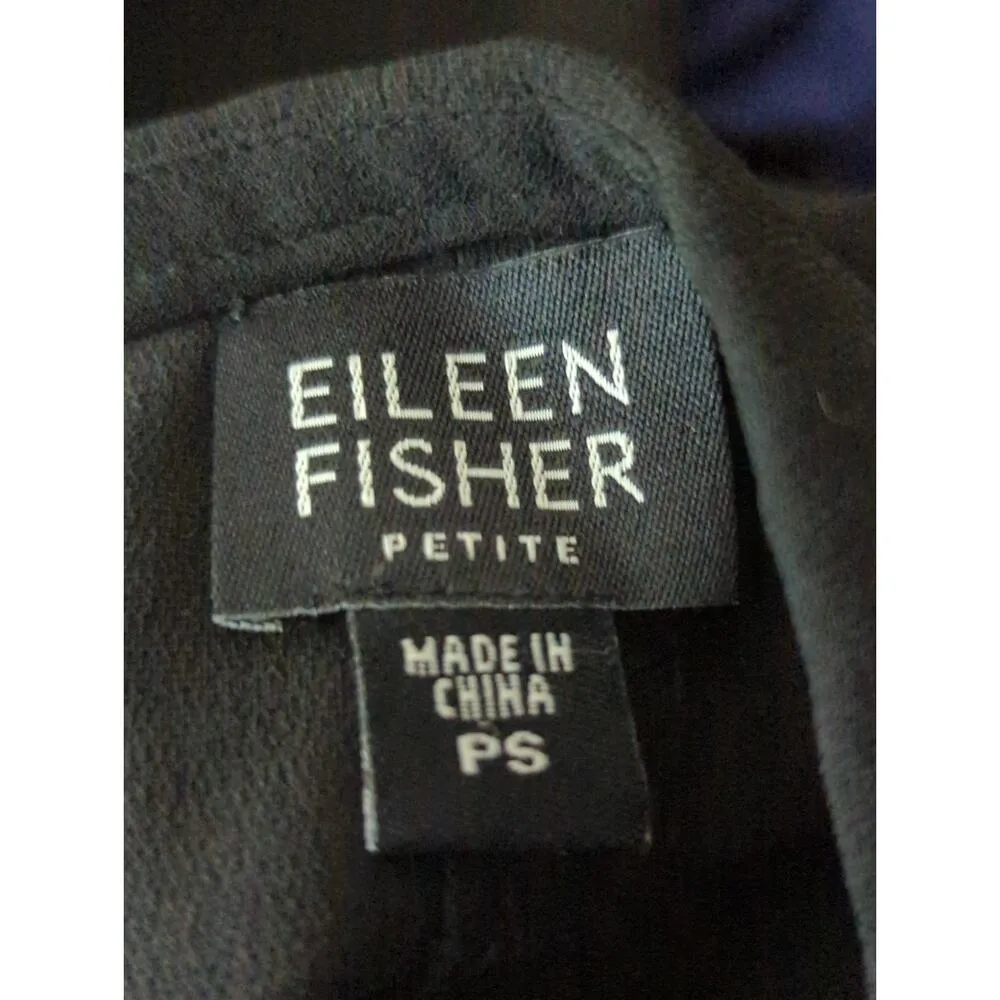 EILEEN
FISHER
PETITE
MADE IN
CHINA
PS